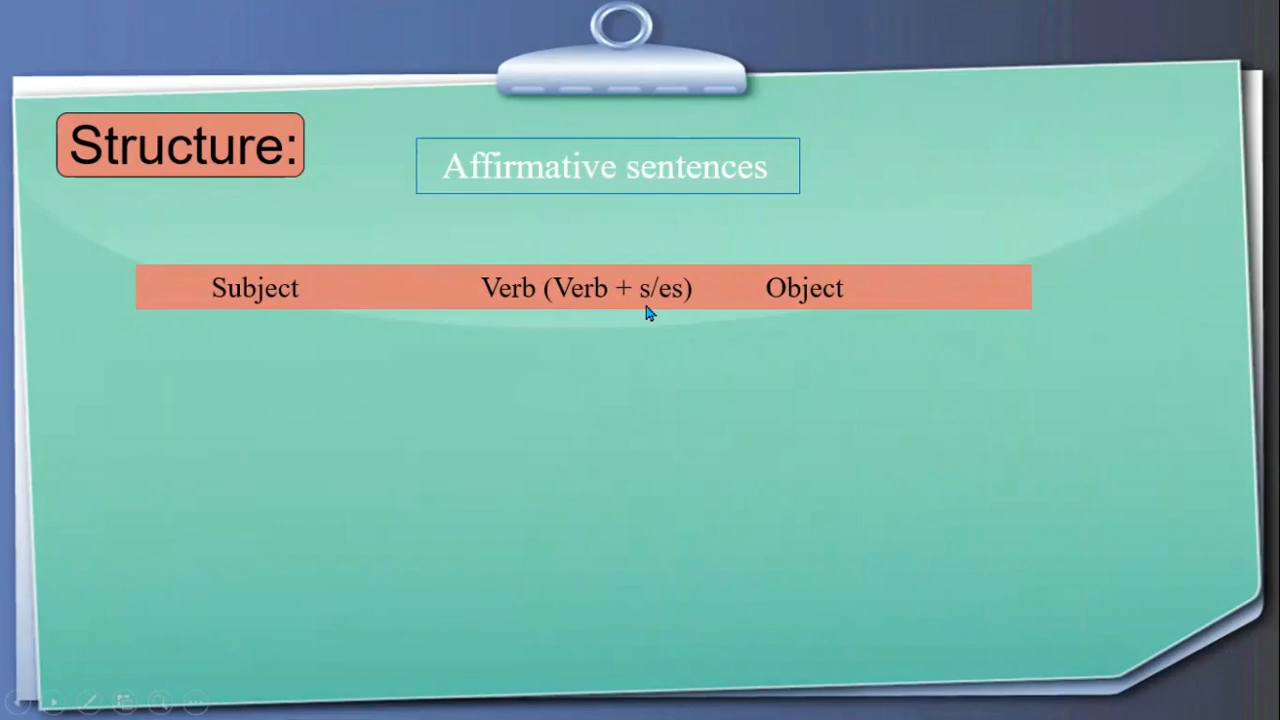 Structure:
Affirmative sentences
Subject Verb (Verb + s/es) Object